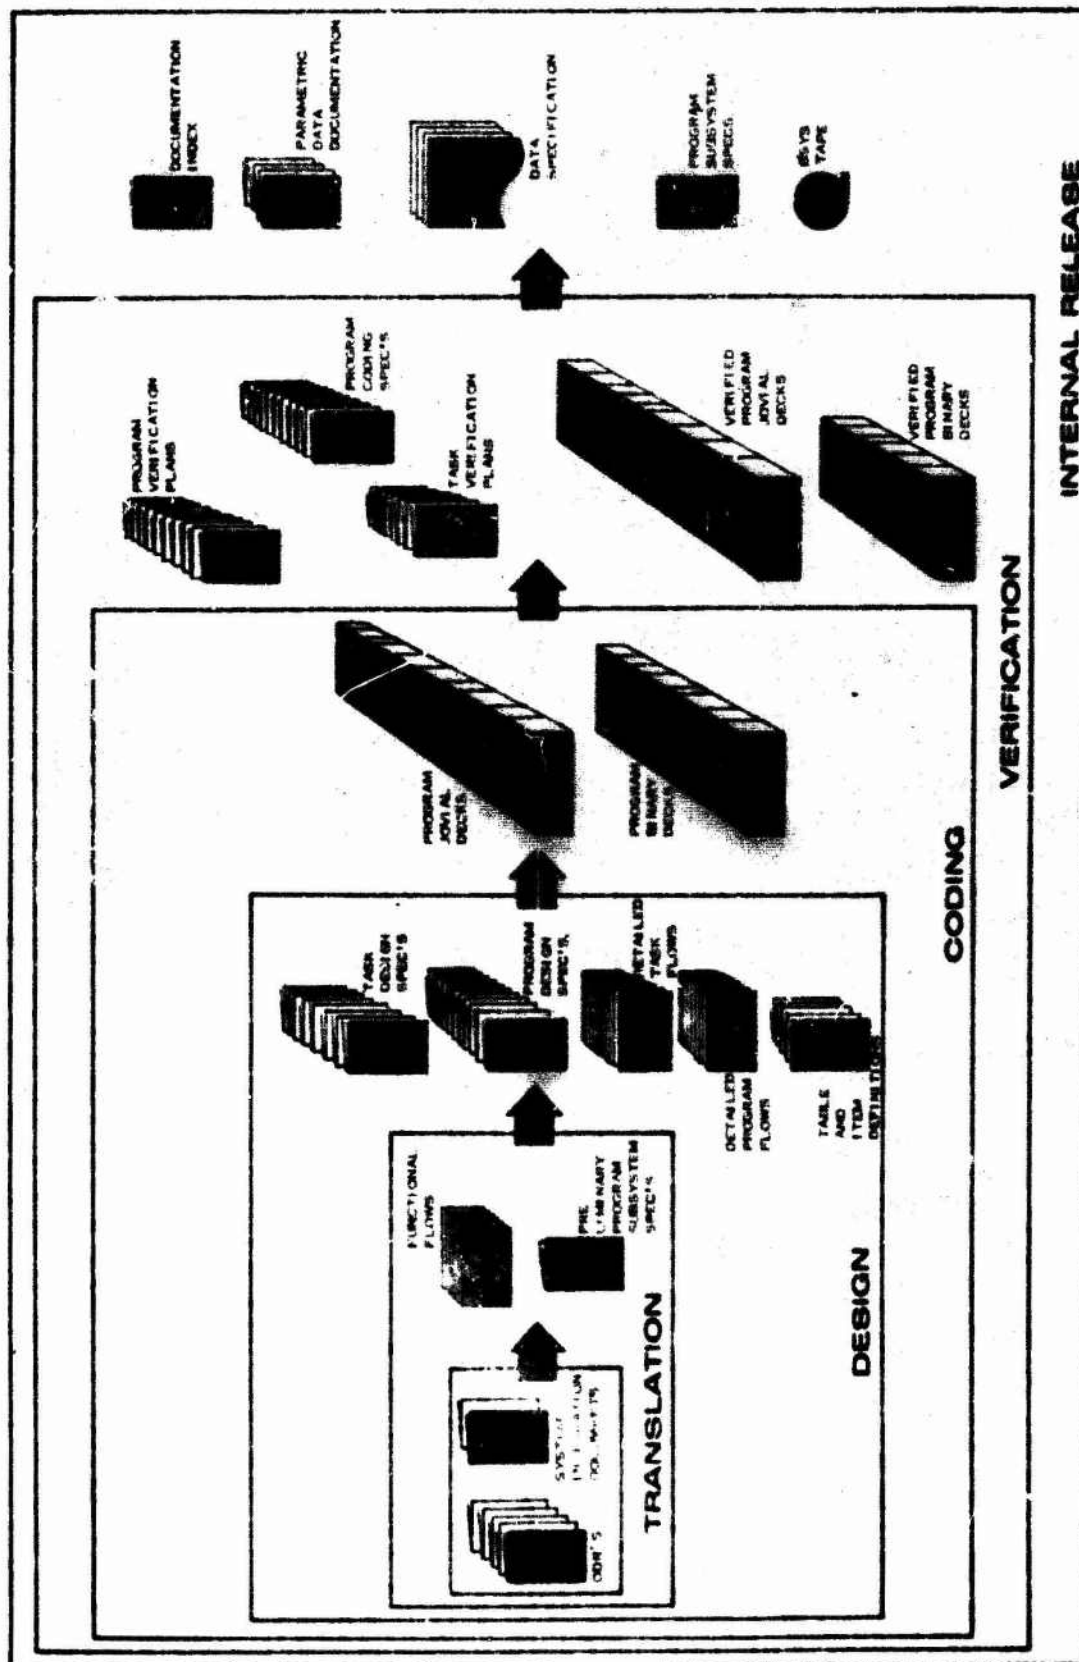 ODR'S
SYSTEM
TRANSLATION
FUNCTIONAL
FLOWS
PRE
LIMINARY
PROGRAM
SUBSYSTEM
SPEC'S
DESIGN
TASK
DESIGN
SPEC'S
PROGRAM
DESIGN
SPEC'S.
DETAILED
TASK
FLOWS
DETAILED
PROGRAM
FLOWS
TABLE
AND
ITEM
DEFINITIONS
CODING
PROGRAM
JOVIAL
DECKS
PROGRAM
BINARY
DECKS
VERIFICATION
PROGRAM
VERIFICATION
PLANS
PROGRAM
CODING
SPEC'S
TASK
VERIFICATION
PLANS
VERIFIED
PROGRAM
JOVIAL
DECKS
VERIFIED
PROGRAM
BINARY
DECKS
INTERNAL RELEASE
DOCUMENTATION
INDEX
PARAMETRIC
DATA
DOCUMENTATION
DATA
SPECIFICATION
PROGRAM
SUBSYSTEM
SPECS.
TAPE